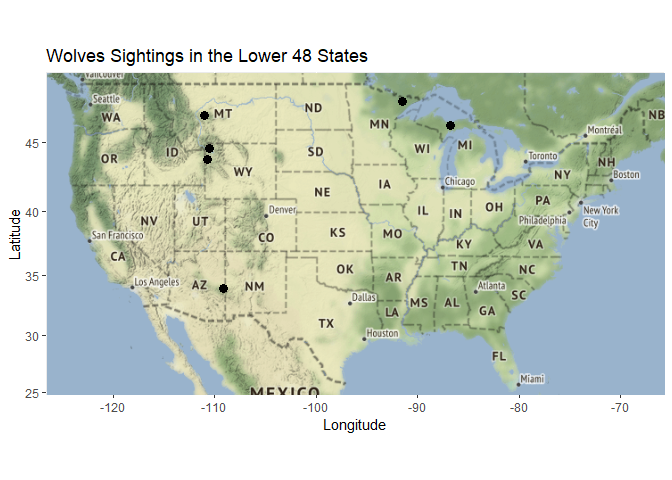 Wolves Sightings in the Lower 48 States
Vancouver
Seattle
WA
MT
ND
MN
NB
Montréal
45
OR
ID
SD
WI
MI
Toronto
NH
Boston
WY
NY
IA
Chicago
NE
PA
40
NV
UT
Denver
IL
IN
OH
Philadelphia
New York
City
San Francisco
CO
KS
MO
KY
VA
CA
35
Los Angeles
AZ
NM
OK
AR
TN
NC
Atlanta
SC
Dallas
MS
AL
GA
LA
TX
30
Houston
FL
Miami
25
MEXICO
-120
-110
-100
-90
-80
-70
Longitude
Latitude